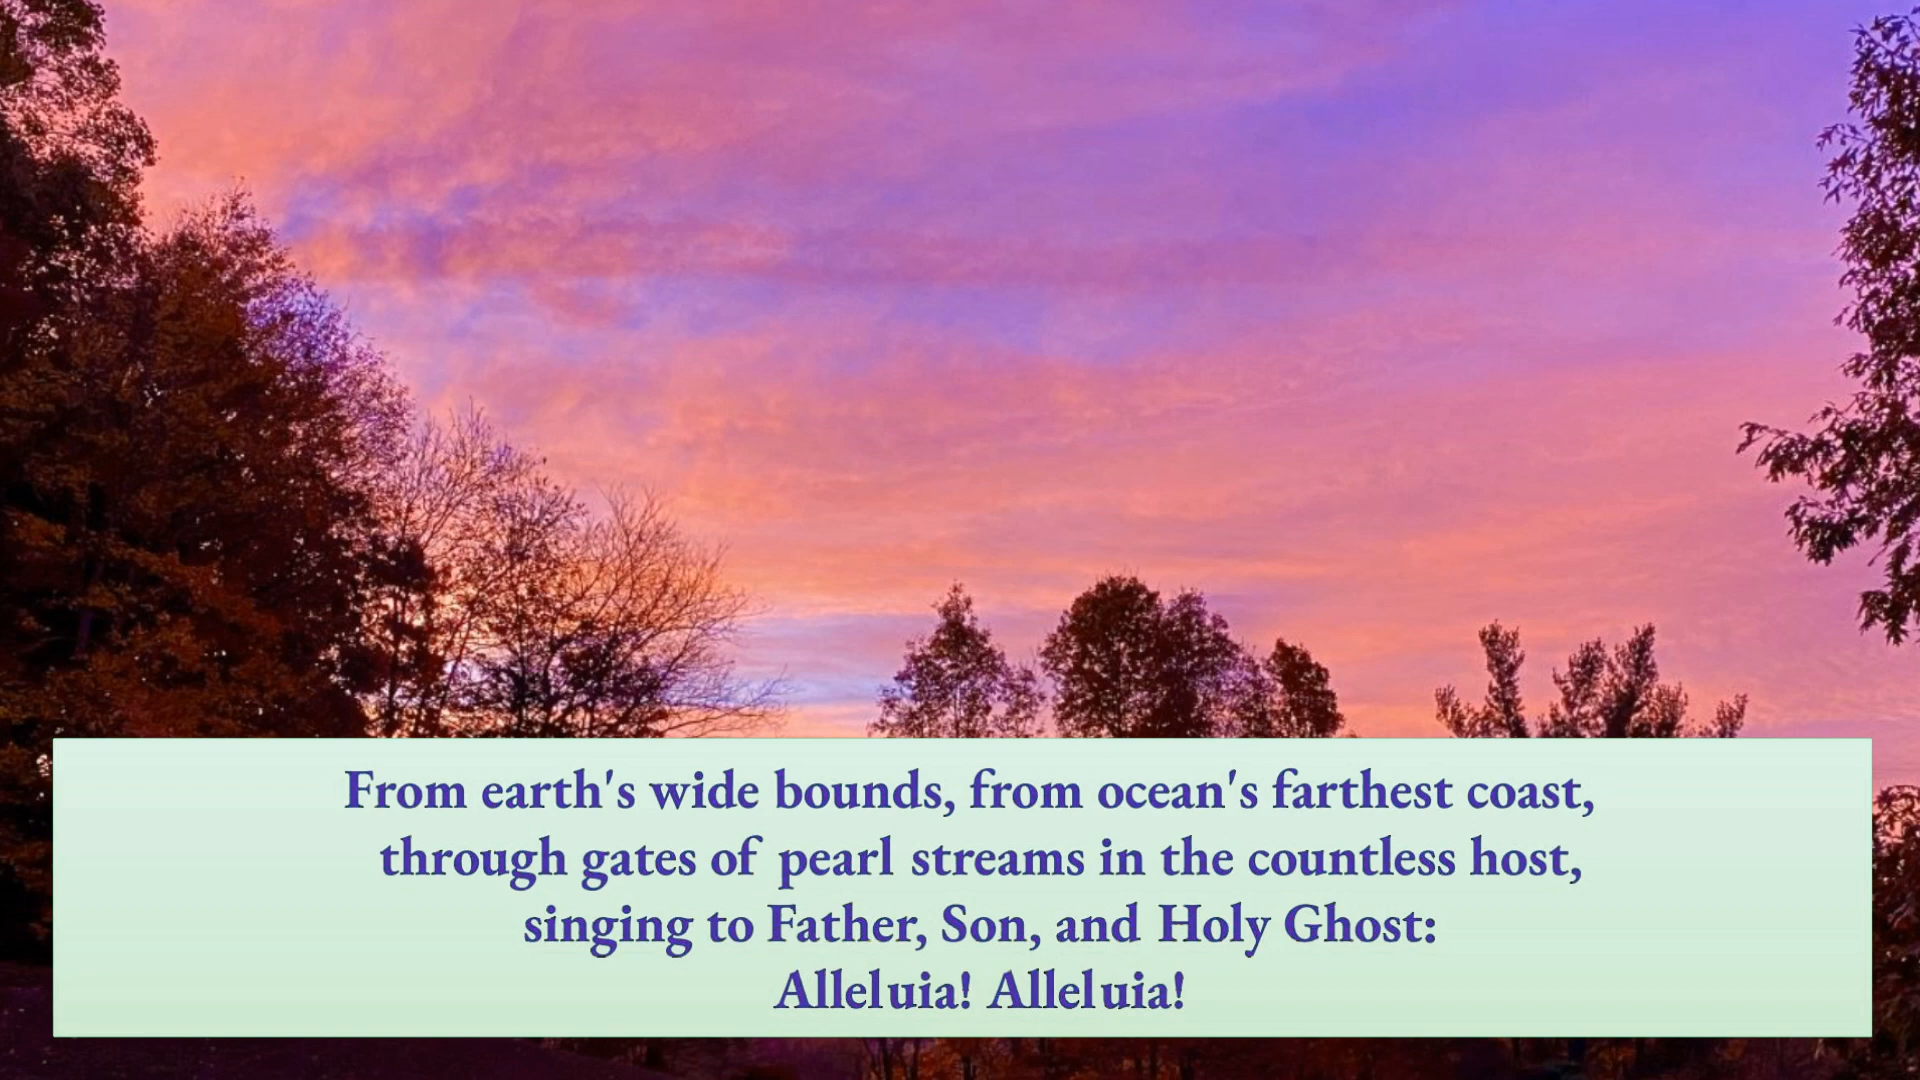 From earth's wide bounds, from ocean's farthest coast,
through gates of pearl streams in the countless host,
singing to Father, Son, and Holy Ghost:
Alleluia! Alleluia!